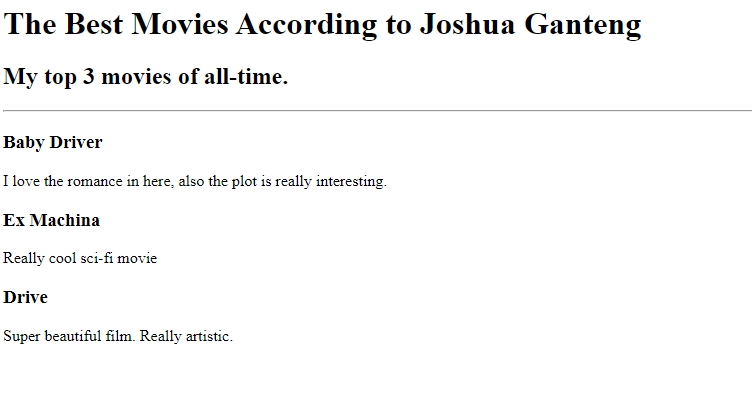 The Best Movies According to Joshua Ganteng
My top 3 movies of all-time.
Baby Driver
I love the romance in here, also the plot is really interesting.
Ex Machina
Really cool sci-fi movie
Drive
Super beautiful film. Really artistic.